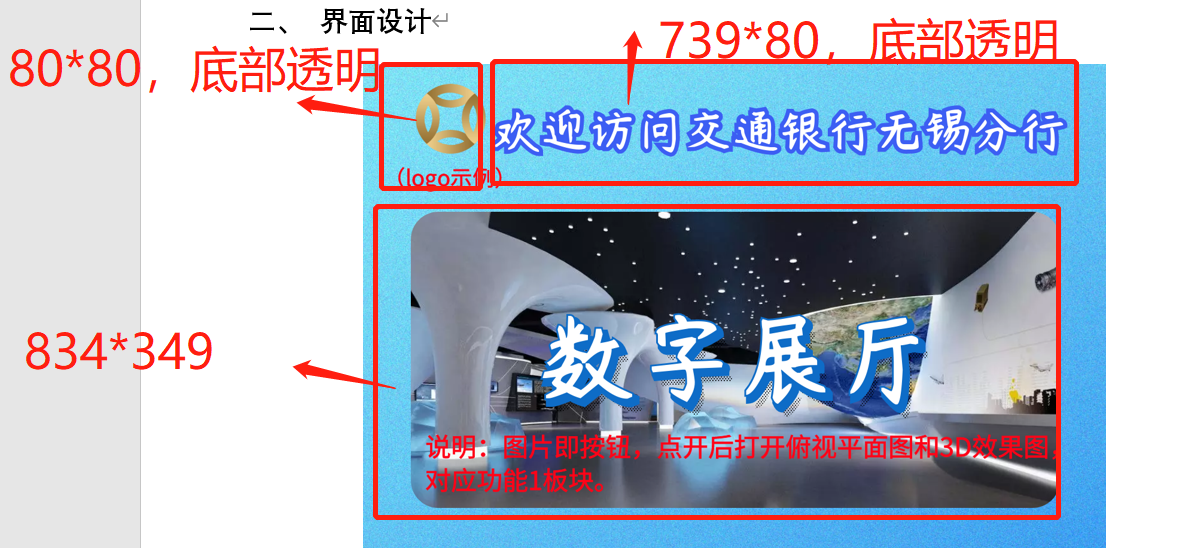 二、 界面设计↵
739*80，底部透明
80*80，底部透明
欢迎访问交通银行无锡分行
（logo示例）
数字展厅
834*349
说明：图片即按钮，点开后打开俯视平面图和3D效果图，
对应功能1板块。